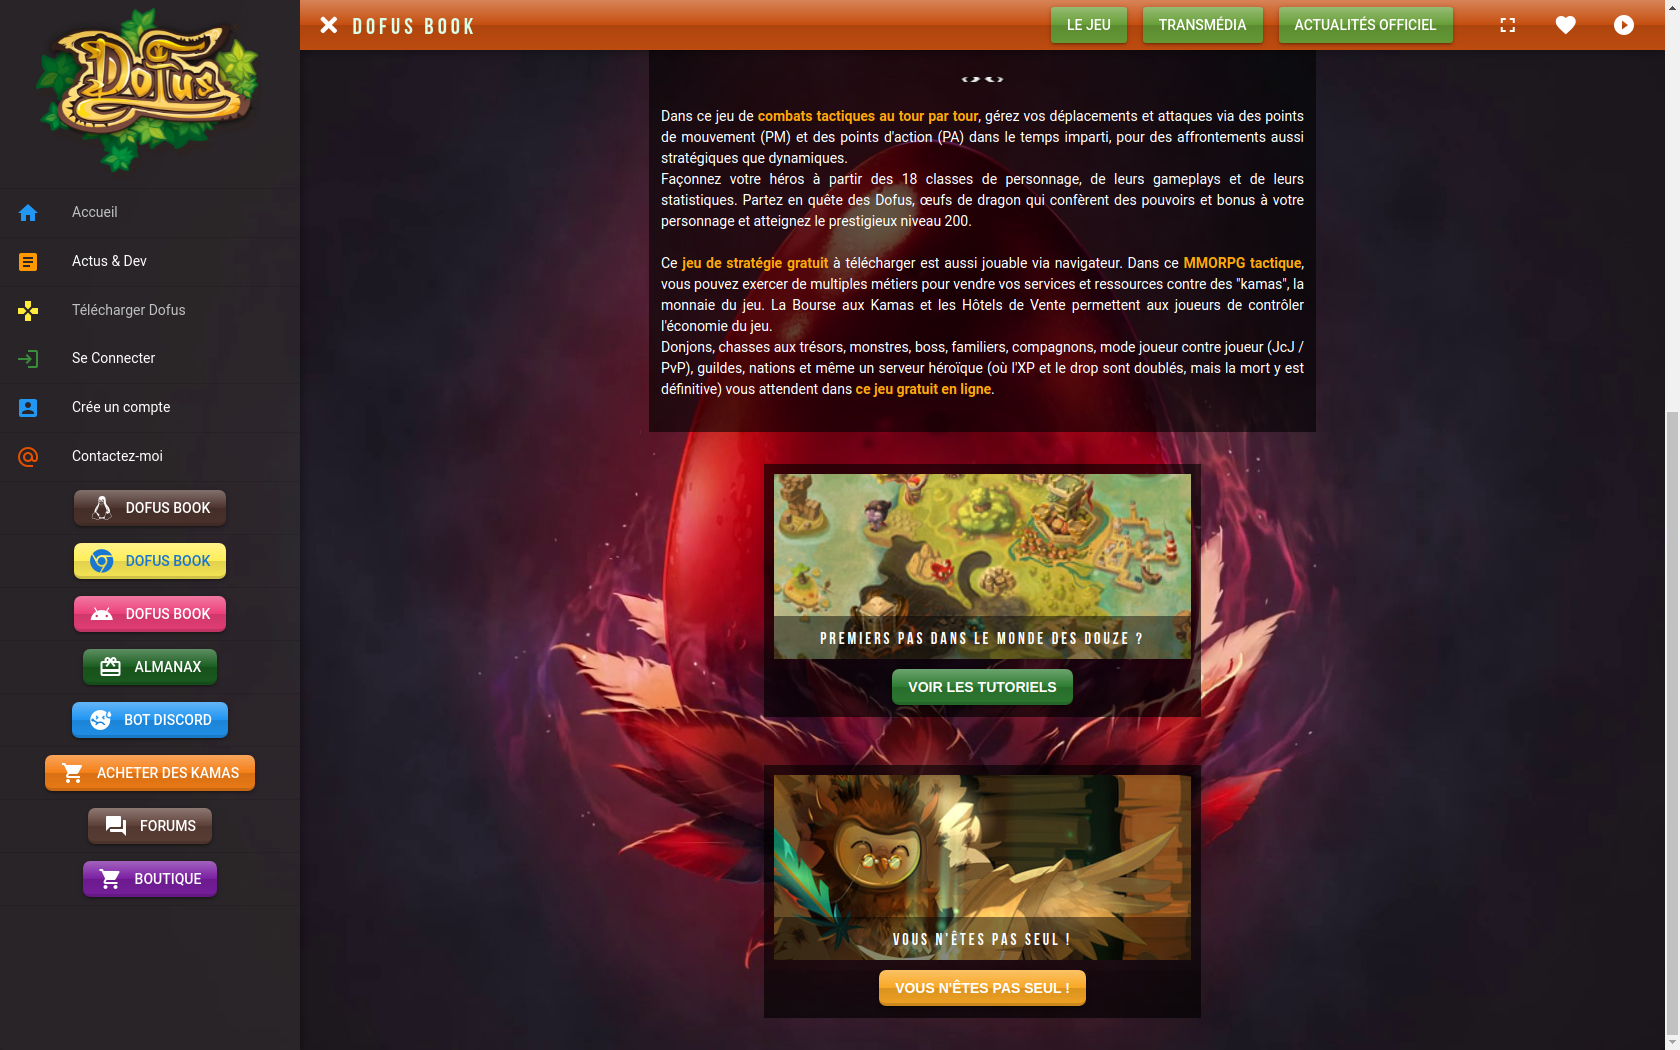 Dofus
DOFUS BOOK
LE JEU
TRANSMÉDIA
ACTUALITÉS OFFICIEL
Accueil
Actus & Dev
Télécharger Dofus
Se Connecter
Crée un compte
Contactez-moi
DOFUS BOOK
DOFUS BOOK
DOFUS BOOK
ALMANAX
BOT DISCORD
ACHETER DES KAMAS
FORUMS
BOUTIQUE
Dans ce jeu de combats tactiques au tour par tour, gérez vos déplacements et attaques via des points
de mouvement (PM) et des points d'action (PA) dans le temps imparti, pour des affrontements aussi
stratégiques que dynamiques.
Façonnez votre héros à partir des 18 classes de personnage, de leurs gameplays et de leurs
statistiques. Partez en quête des Dofus, œufs de dragon qui confèrent des pouvoirs et bonus à votre
personnage et atteignez le prestigieux niveau 200.
Ce jeu de stratégie gratuit à télécharger est aussi jouable via navigateur. Dans ce MMORPG tactique,
vous pouvez exercer de multiples métiers pour vendre vos services et ressources contre des "kamas", la
monnaie du jeu. La Bourse aux Kamas et les Hôtels de Vente permettent aux joueurs de contrôler
l'économie du jeu.
Donjons, chasses aux trésors, monstres, boss, familiers, compagnons, mode joueur contre joueur (JcJ /
PvP), guildes, nations et même un serveur héroïque (où l'XP et le drop sont doublés, mais la mort y est
définitive) vous attendent dans ce jeu gratuit en ligne.
PREMIERS PAS DANS LE MONDE DES DOUZE ?
VOIR LES TUTORIELS
VOUS N'ÊTES PAS SEUL !
VOUS N'ÊTES PAS SEUL !